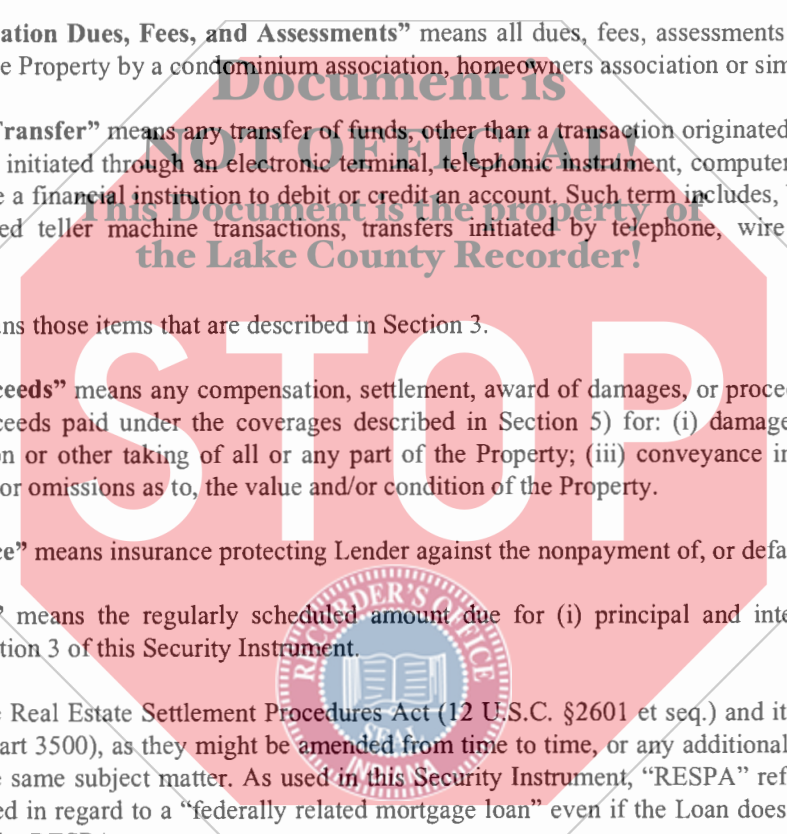 ation Dues, Fees, and Assessments” means all dues, fees, assessments
e Property by a condominium association, homeowners association or sim
Document is
Transfer” means any transfer of funds, other than a transaction originated
NOT OFFICIAL!
initiated through an electronic terminal, telephonic instrument, computer
e a financial institution to debit or credit an account. Such term includes,
This Document is the property of
ed teller machine transactions, transfers initiated by telephone, wire
the Lake County Recorder!
ns those items that are described in Section 3.
STOP
ceeds” means any compensation, settlement, award of damages, or procee
ceeds paid under the coverages described in Section 5) for: (i) damage
n or other taking of all or any part of the Property; (iii) conveyance in
or omissions as to, the value and/or condition of the Property.
ce” means insurance protecting Lender against the nonpayment of, or defa
” means the regularly scheduled amount due for (i) principal and inte
tion 3 of this Security Instrument.
RECORDER'S OFFICE
SEAL
INDIANA
e Real Estate Settlement Procedures Act (12 U.S.C. §2601 et seq.) and it
art 3500), as they might be amended from time to time, or any additional
e same subject matter. As used in this Security Instrument, “RESPA” ref
ed in regard to a “federally related mortgage loan” even if the Loan does